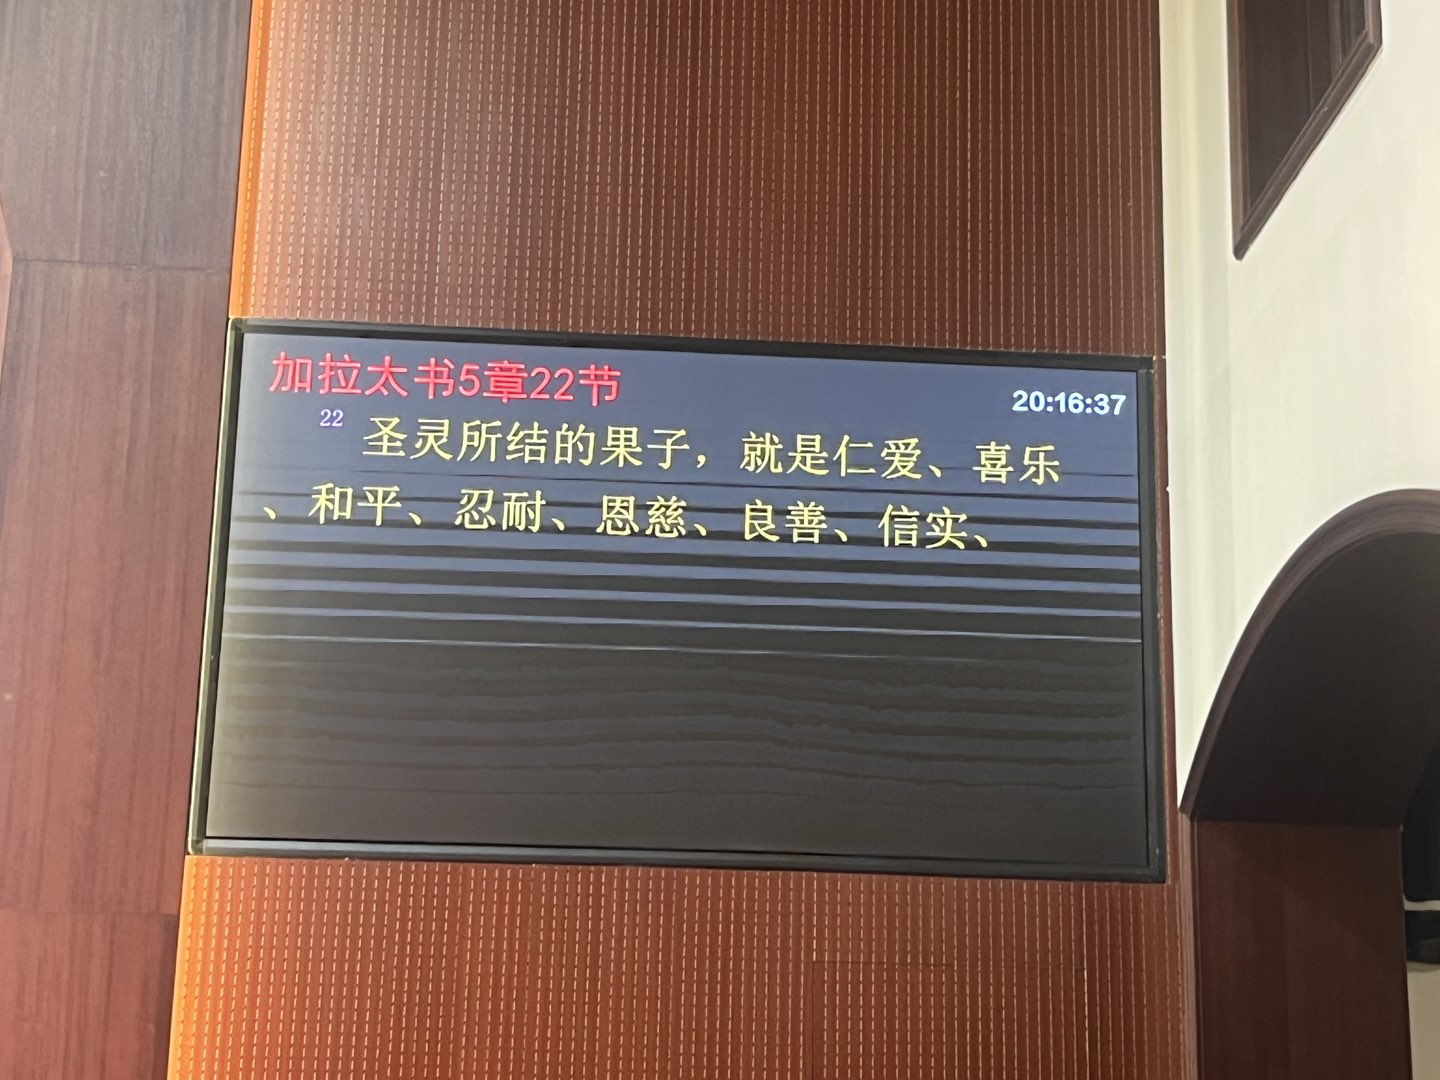 加拉太书5章22节
20:16:37
22 圣灵所结的果子，就是仁爱、喜乐
、和平、忍耐、恩慈、良善、信实、